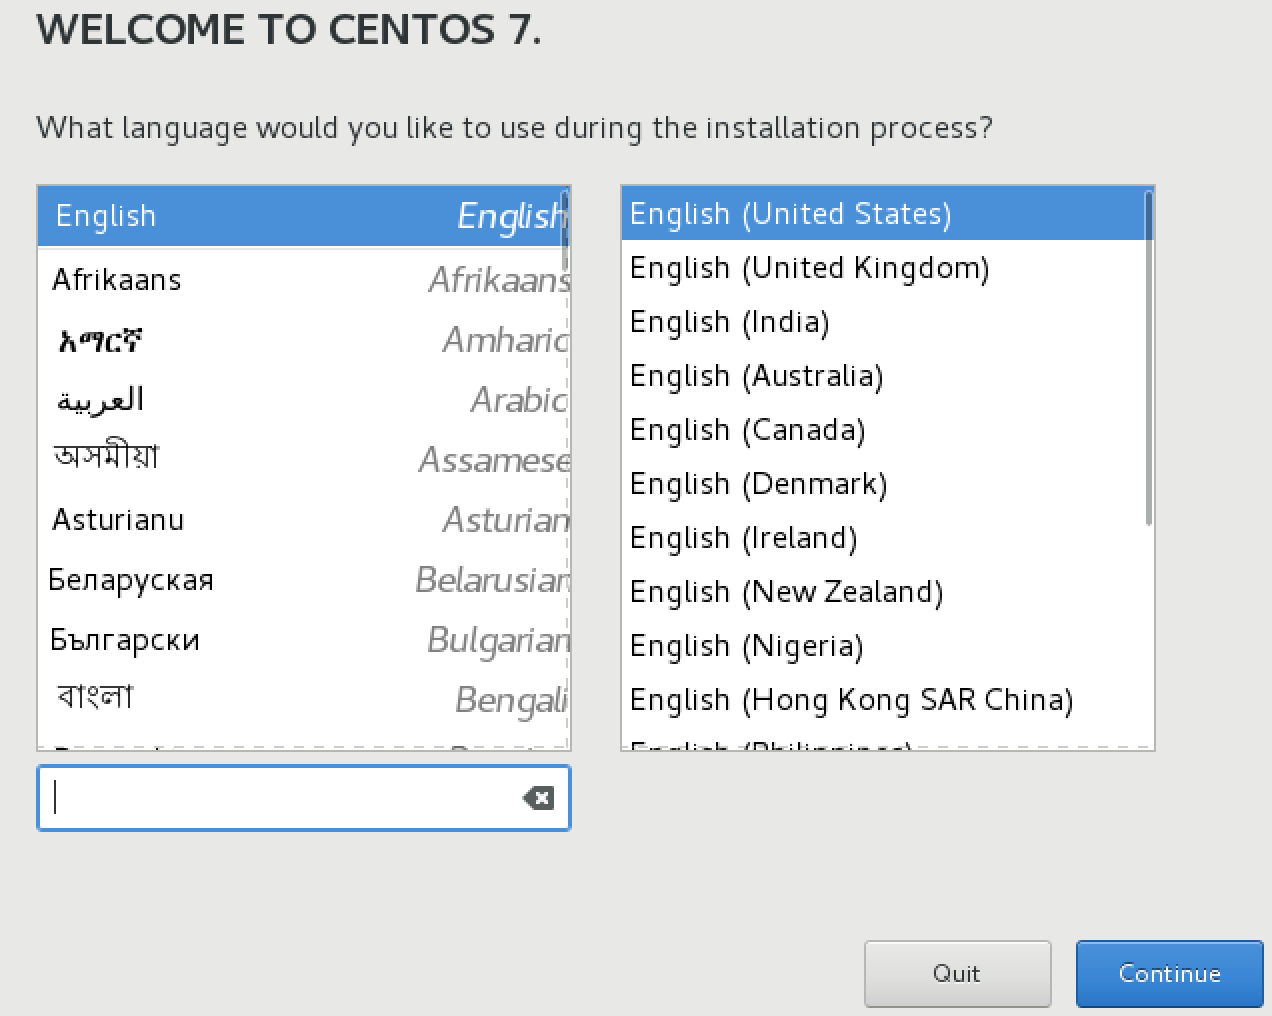 WELCOME TO CENTOS 7.
What language would you like to use during the installation process?
English English
Afrikaans Afrikaans
አማርኛ Amharic
العربية Arabic
অসমীয়া Assamese
Asturianu Asturian
Беларуская Belarusian
Български Bulgarian
বাংলা Bengali
English (United States)
English (United Kingdom)
English (India)
English (Australia)
English (Canada)
English (Denmark)
English (Ireland)
English (New Zealand)
English (Nigeria)
English (Hong Kong SAR China)
English (Philippines)
Quit
Continue